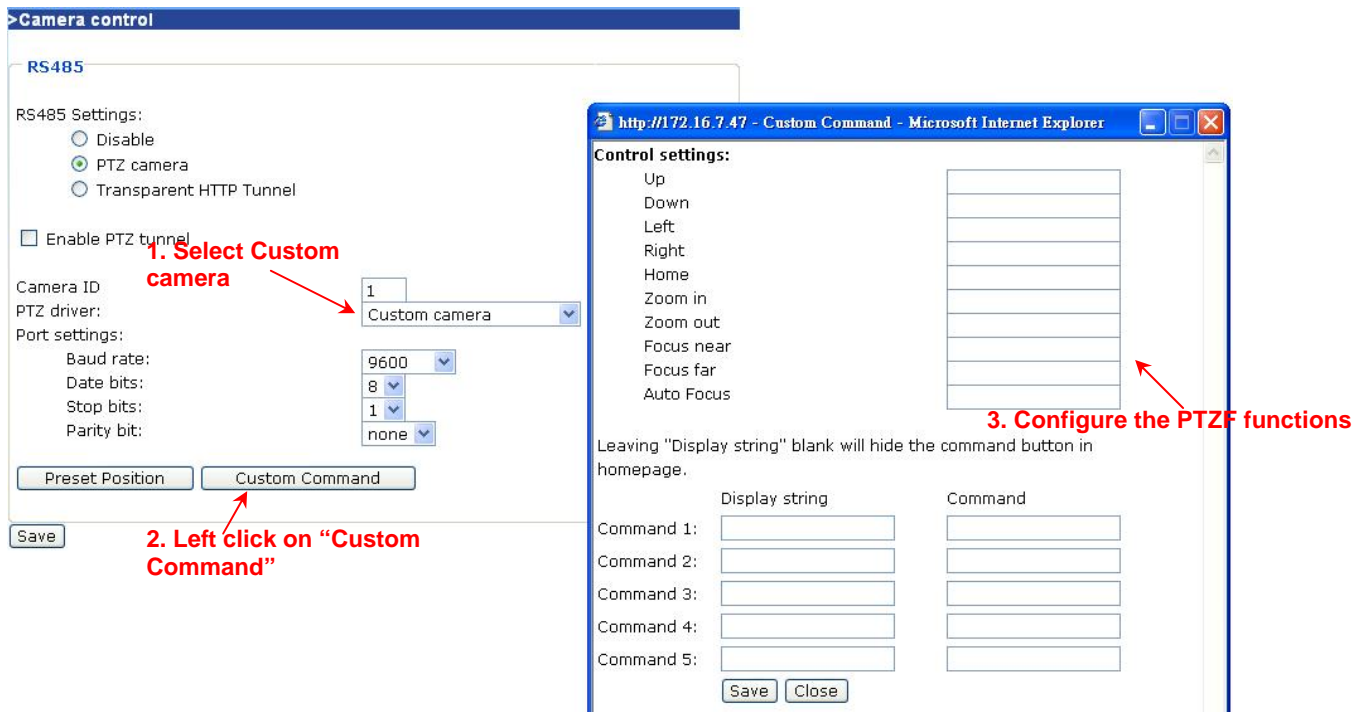 >Camera control
RS485
RS485 Settings:
Disable
PTZ camera
Transparent HTTP Tunnel
Enable PTZ tunnel
1. Select Custom
camera
Camera ID 1
PTZ driver: Custom camera
Port settings:
Baud rate: 9600
Date bits: 8
Stop bits: 1
Parity bit: none
Preset Position Custom Command
Save
2. Left click on “Custom
Command”
http://172.16.7.47 - Custom Command - Microsoft Internet Explorer
Control settings:
Up
Down
Left
Right
Home
Zoom in
Zoom out
Focus near
Focus far
Auto Focus
3. Configure the PTZF functions
Leaving "Display string" blank will hide the command button in
homepage.
Display string Command
Command 1:
Command 2:
Command 3:
Command 4:
Command 5:
Save Close